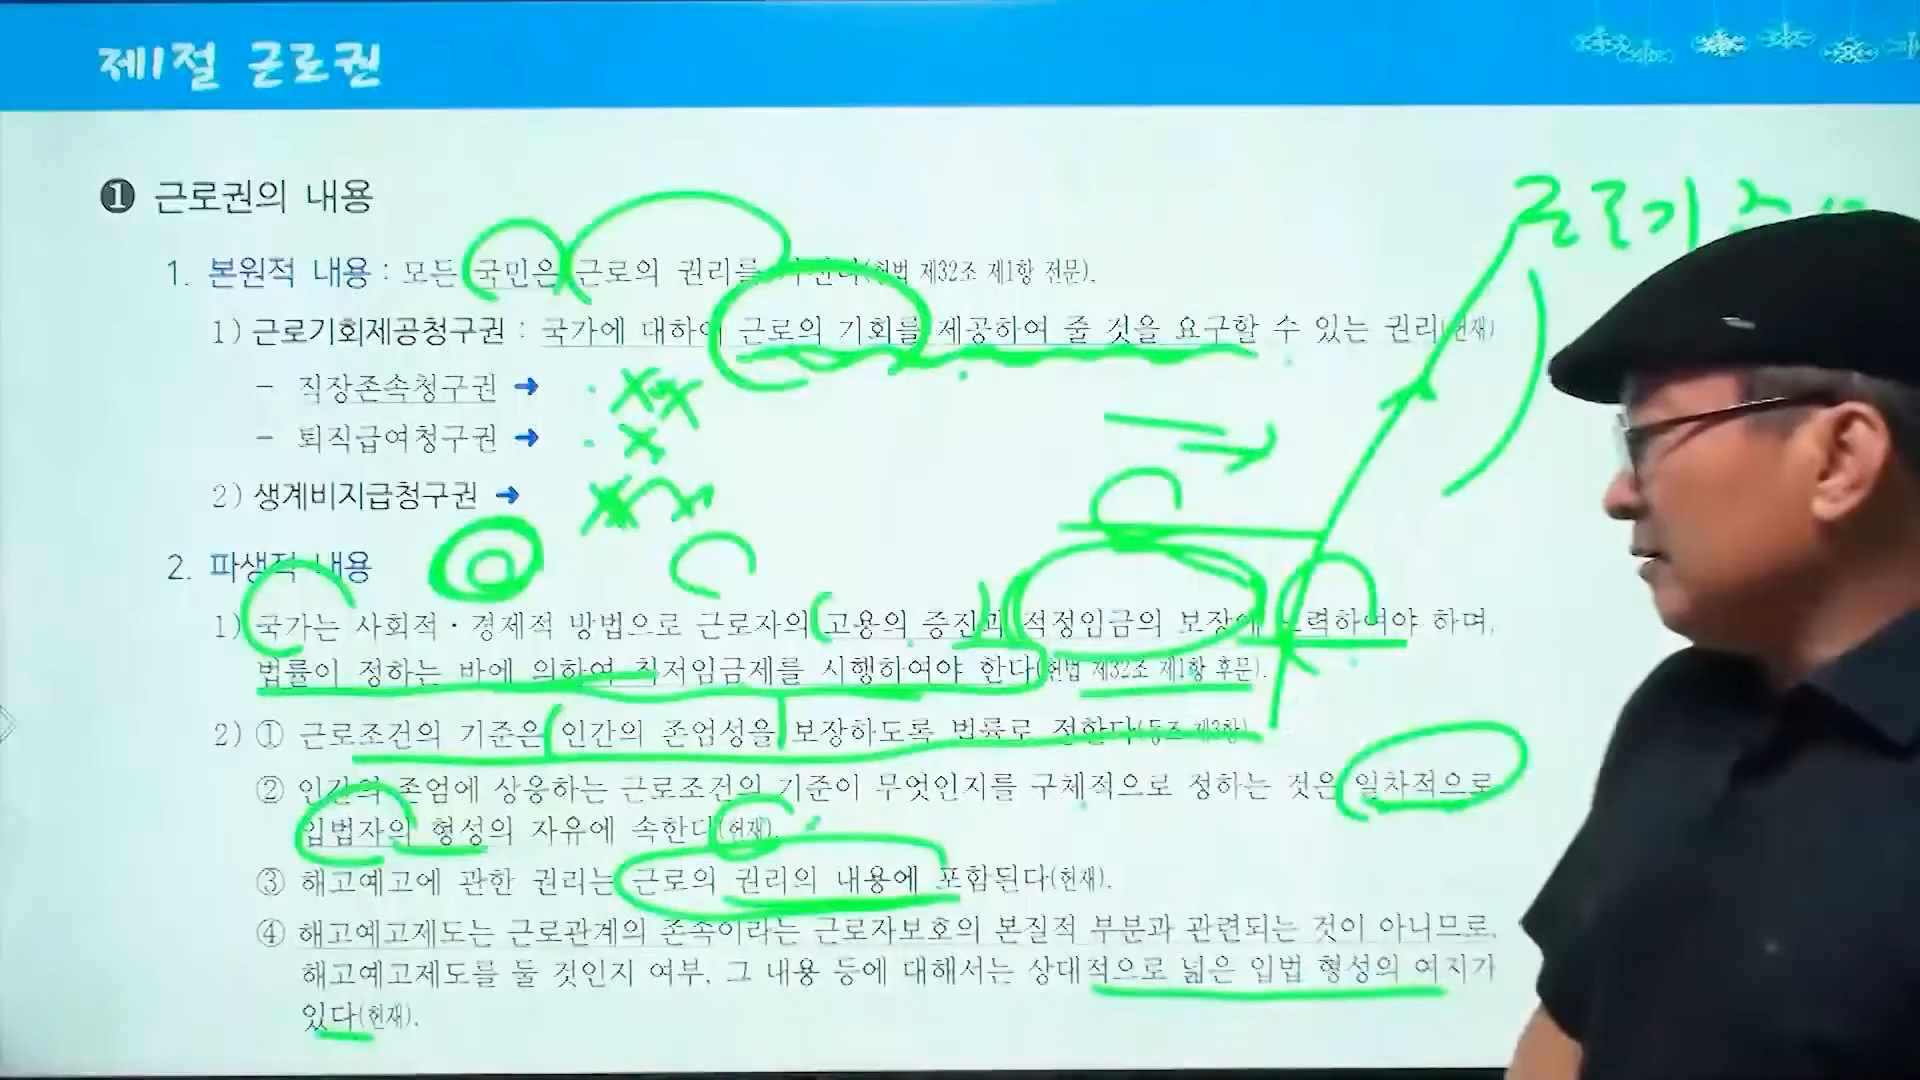 제1절 근로권
❶ 근로권의 내용
1. 본원적 내용 : 모든 국민은 근로의 권리를 (헌법 제32조 제1항 전문).
1) 근로기회제공청구권 : 국가에 대하여 근로의 기회를 제공하여 줄 것을 요구할 수 있는 권리(헌재)
- 직장존속청구권 ➔
- 퇴직급여청구권 ➔
2) 생계비지급청구권 ➔
2. 파생적 내용
1) 국가는 사회적·경제적 방법으로 근로자의 고용의 증진과 적정임금의 보장에 노력하여야 하며,
법률이 정하는 바에 의하여 최저임금제를 시행하여야 한다(헌법 제32조 제1항 후문).
2) ① 근로조건의 기준은 인간의 존엄성을 보장하도록 법률로 정한다(동조 제3항).
② 인간의 존엄에 상응하는 근로조건의 기준이 무엇인지를 구체적으로 정하는 것은 일차적으로
입법자의 형성의 자유에 속한다(헌재).
③ 해고예고에 관한 권리는 근로의 권리의 내용에 포함된다(헌재).
④ 해고예고제도는 근로관계의 존속이라는 근로자보호의 본질적 부분과 관련되는 것이 아니므로,
해고예고제도를 둘 것인지 여부, 그 내용 등에 대해서는 상대적으로 넓은 입법 형성의 여지가
있다(헌재).
근로기